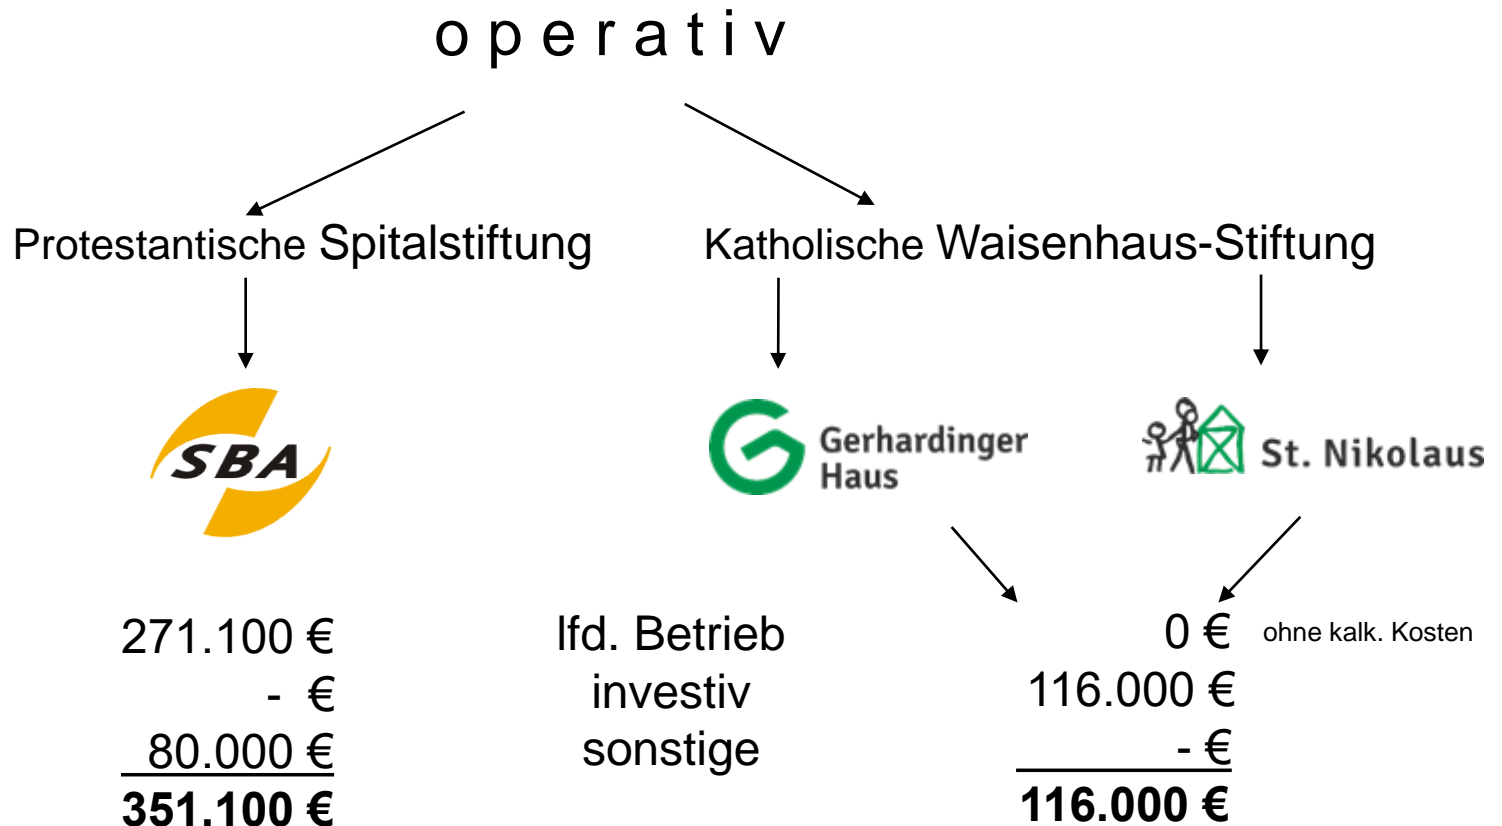 operativ
Protestantische Spitalstiftung
Katholische Waisenhaus-Stiftung
SBA
Gerhardinger
Haus
St. Nikolaus
271.100 € lfd. Betrieb 0 € ohne kalk. Kosten
- € investiv 116.000 €
80.000 € sonstige - €
351.100 € 116.000 €